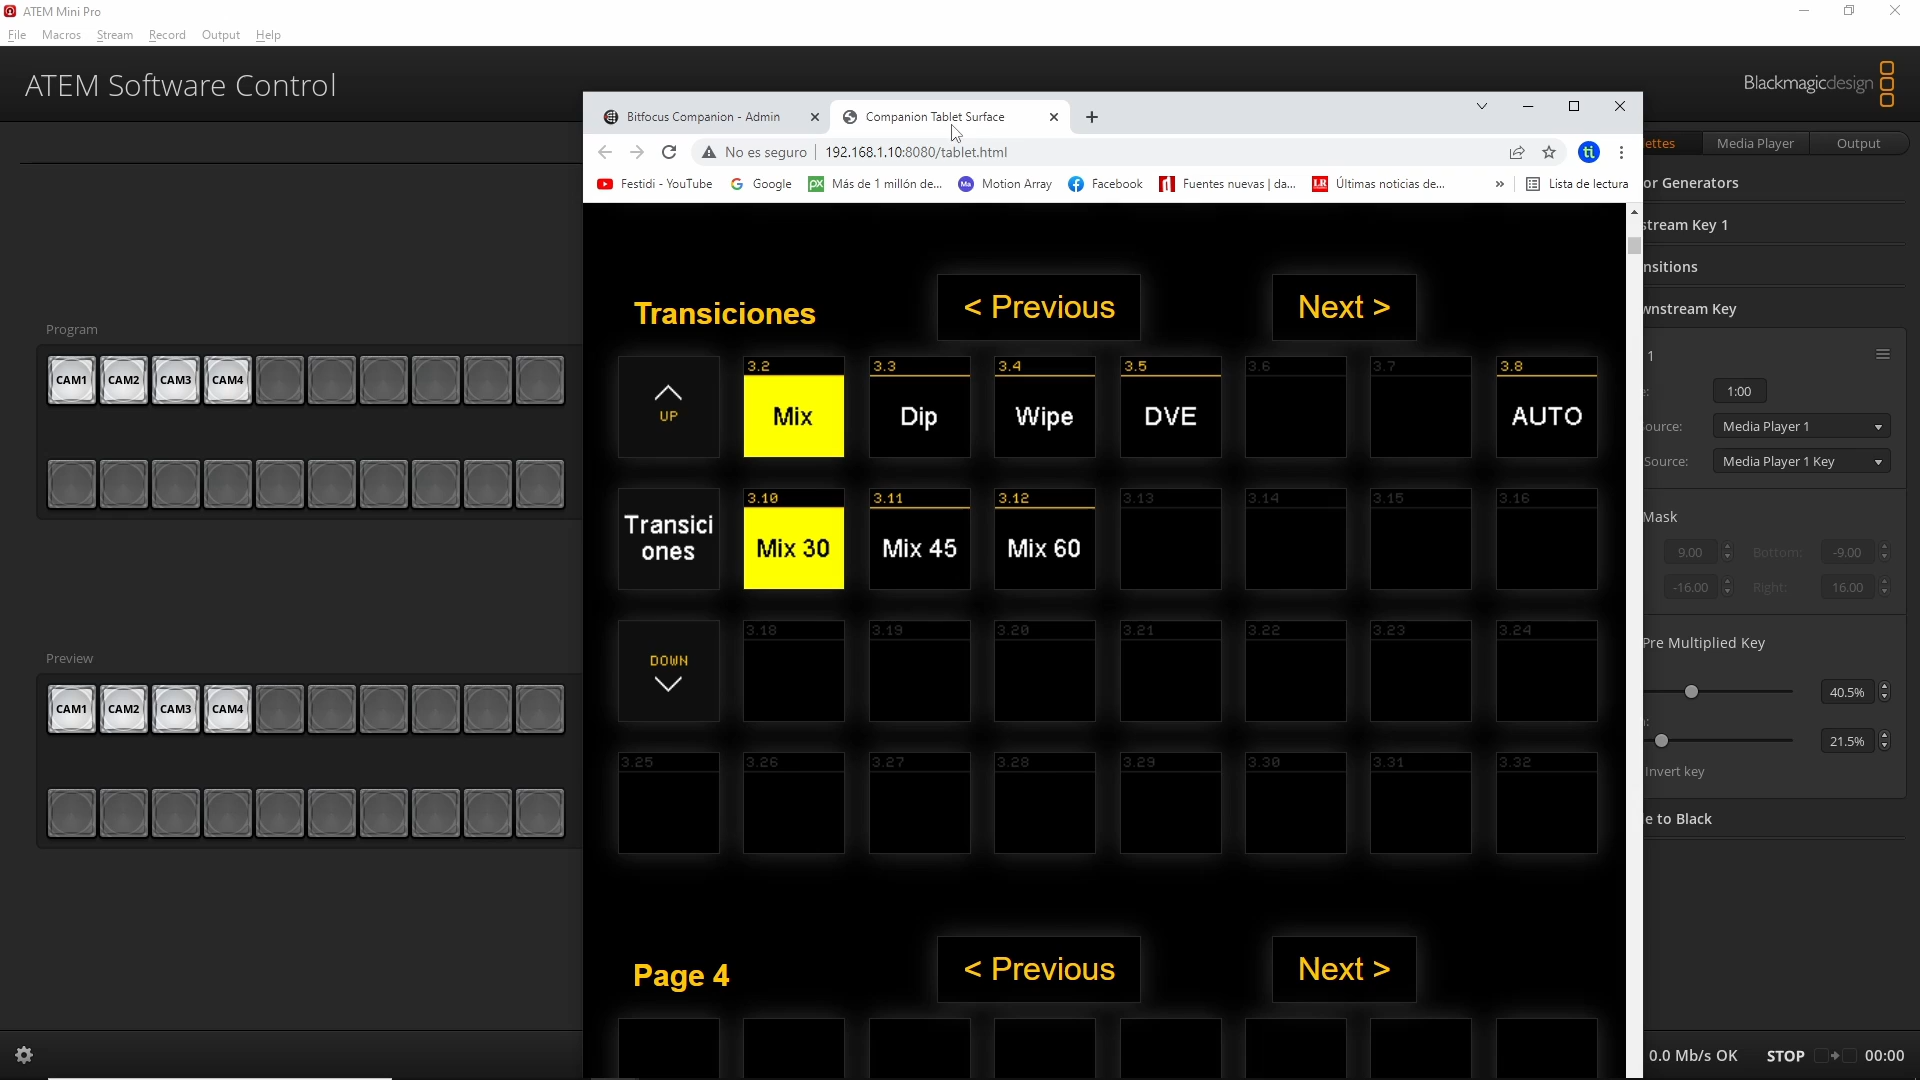 ATEM Mini Pro
File Macros Stream Record Output Help
ATEM Software Control
Blackmagicdesign
Bitfocus Companion - Admin
Companion Tablet Surface
No es seguro 192.168.1.10:8080/tablet.html
Festidi - YouTube Google Más de 1 millón de... Motion Array Facebook Fuentes nuevas | da... Últimas noticias de... » Lista de lectura
ettes Media Player Output
or Generators
stream Key 1
nsitions
wnstream Key
1
1:00
ource: Media Player 1
Source: Media Player 1 Key
Mask
9.00 Bottom: -9.00
-16.00 Right: 16.00
Pre Multiplied Key
40.5%
21.5%
Invert key
e to Black
Program
CAM1 CAM2 CAM3 CAM4
Preview
CAM1 CAM2 CAM3 CAM4
Transiciones < Previous Next >
3.2 3.3 3.4 3.5 3.6 3.7 3.8
UP Mix Dip Wipe DVE AUTO
3.10 3.11 3.12 3.13 3.14 3.15 3.16
Transici
ones Mix 30 Mix 45 Mix 60
3.18 3.19 3.20 3.21 3.22 3.23 3.24
DOWN
3.25 3.26 3.27 3.28 3.29 3.30 3.31 3.32
Page 4 < Previous Next >
0.0 Mb/s OK STOP 00:00